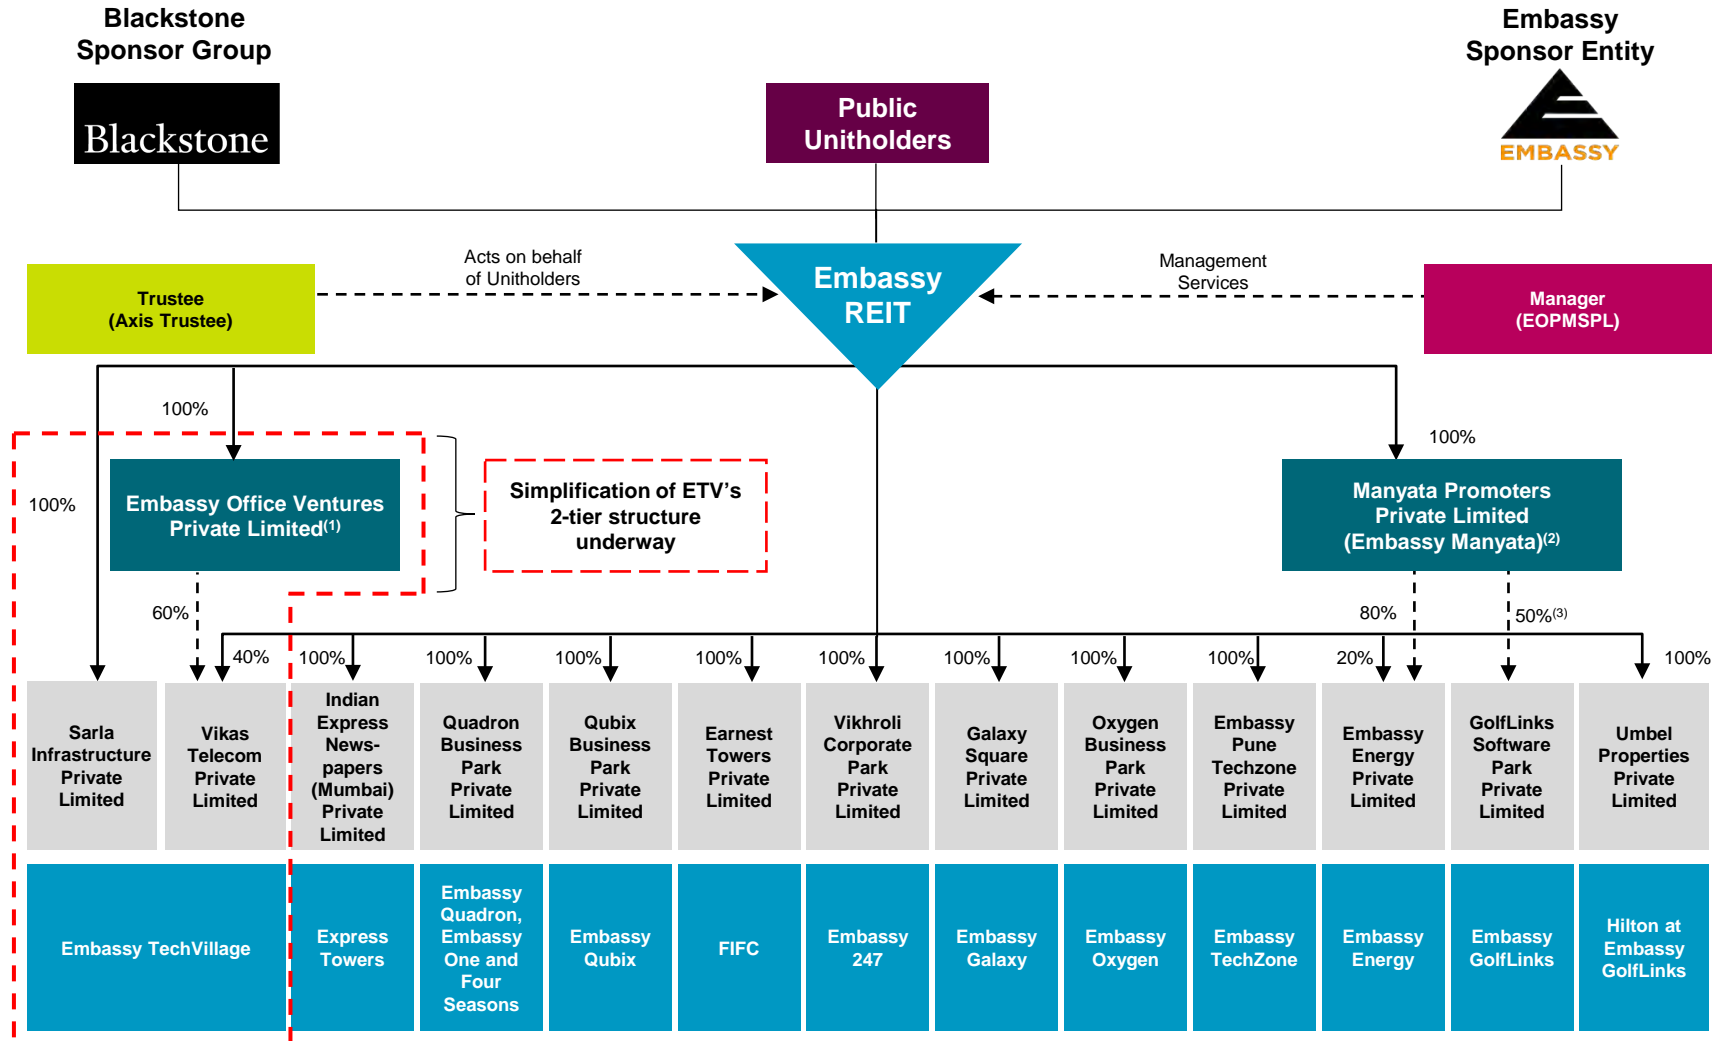 Blackstone
Sponsor Group
Blackstone
Public
Unitholders
Embassy
Sponsor Entity
EMBASSY
Trustee
(Axis Trustee)
Acts on behalf
of Unitholders
Embassy
REIT
Management
Services
Manager
(EOPMSPL)
100%
100%
100%
Embassy Office Ventures
Private Limited(1)
Simplification of ETV's
2-tier structure
underway
Manyata Promoters
Private Limited
(Embassy Manyata)(2)
60%
80%
50%(3)
40%
100%
100%
100%
100%
100%
100%
100%
100%
20%
100%
Sarla
Infrastructure
Private
Limited
Vikas
Telecom
Private
Limited
Indian
Express
News-
papers
(Mumbai)
Private
Limited
Quadron
Business
Park
Private
Limited
Qubix
Business
Park
Private
Limited
Earnest
Towers
Private
Limited
Vikhroli
Corporate
Park
Private
Limited
Galaxy
Square
Private
Limited
Oxygen
Business
Park
Private
Limited
Embassy
Pune
Techzone
Private
Limited
Embassy
Energy
Private
Limited
GolfLinks
Software
Park
Private
Limited
Umbel
Properties
Private
Limited
Embassy TechVillage
Express
Towers
Embassy
Quadron,
Embassy
One and
Four
Seasons
Embassy
Qubix
FIFC
Embassy
247
Embassy
Galaxy
Embassy
Oxygen
Embassy
TechZone
Embassy
Energy
Embassy
GolfLinks
Hilton at
Embassy
GolfLinks